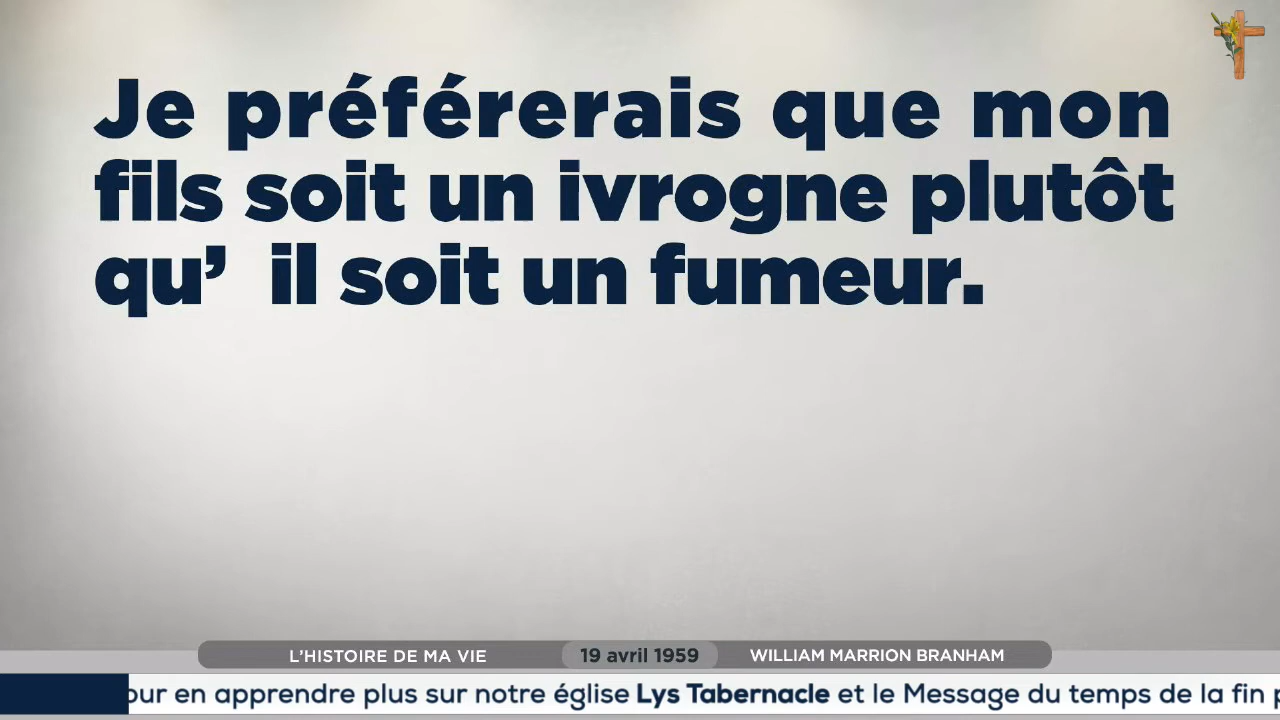 Je préférerais que mon
fils soit un ivrogne plutôt
qu’ il soit un fumeur.
L’HISTOIRE DE MA VIE 19 avril 1959 WILLIAM MARRION BRANHAM
our en apprendre plus sur notre église Lys Tabernacle et le Message du temps de la fin